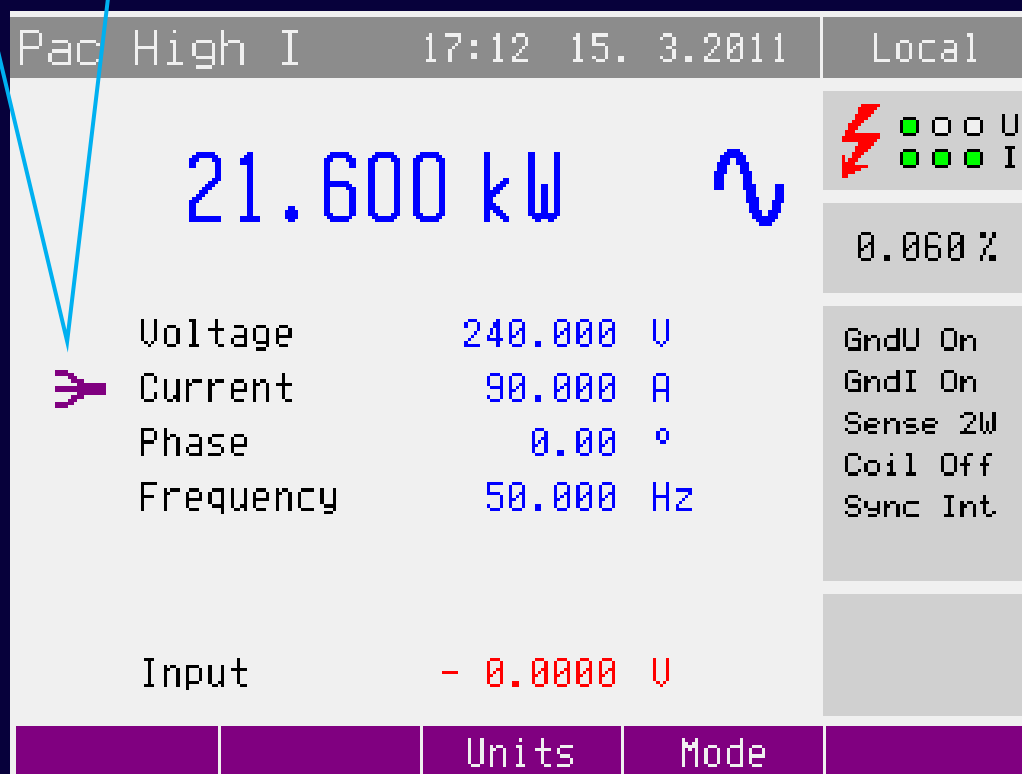 Pac High I 17:12 15. 3.2011 Local
U
I
21.600 kW
0.060 %
Voltage 240.000 V
Current 90.000 A
Phase 0.00 °
Frequency 50.000 Hz
GndU On
GndI On
Sense 2W
Coil Off
Sync Int
Input - 0.0000 V
Units Mode